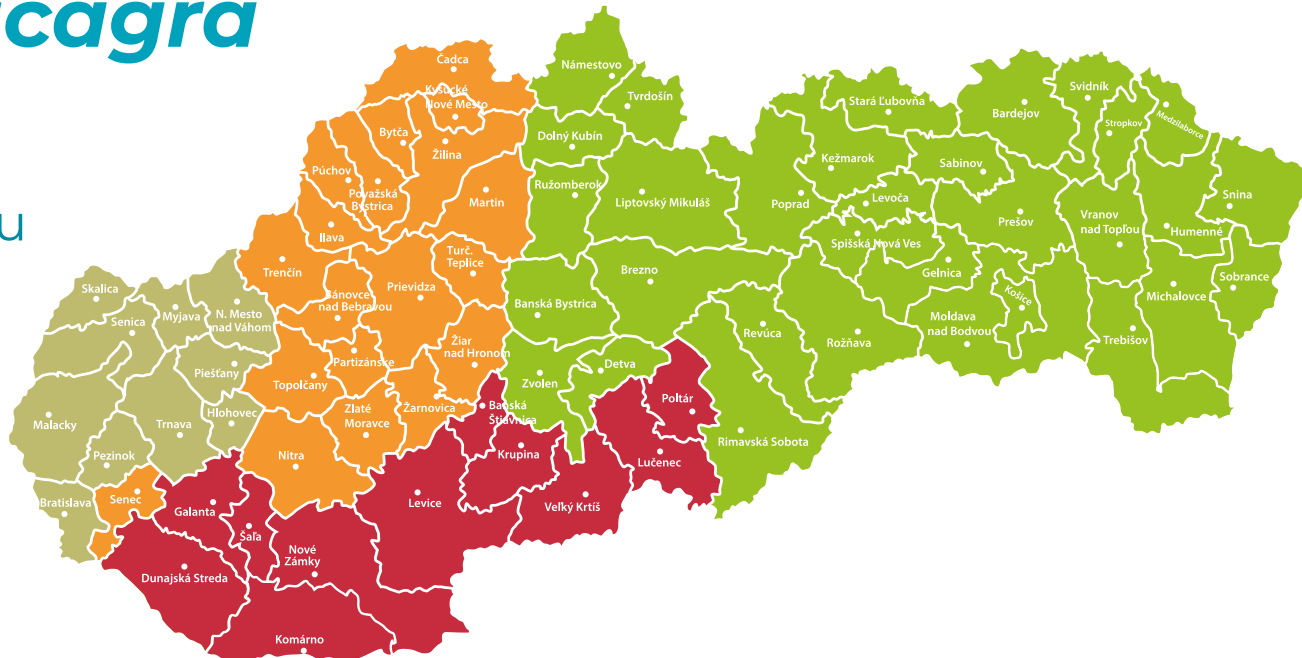 cagra
u
Čadca
Námestovo
Kysucké
Nové Mesto
Tvrdošín
Stará Ľubovňa
Bardejov
Svidník
Stropkov
Medzilaborce
Bytča
Žilina
Dolný Kubín
Kežmarok
Sabinov
Púchov
Považská
Bystrica
Martin
Ružomberok
Liptovský Mikuláš
Poprad
Levoča
Prešov
Vranov
nad Topľou
Snina
Humenné
Ilava
Spišská Nová Ves
Trenčín
Turč.
Teplice
Brezno
Gelnica
Sobrance
Michalovce
Košice
Bánovce
nad Bebravou
Prievidza
Banská Bystrica
Skalica
Senica
Myjava
N. Mesto
nad Váhom
Moldava
nad Bodvou
Revúca
Rožňava
Trebišov
Žiar
nad Hronom
Partizánske
Piešťany
Topoľčany
Zvolen
Detva
Malacky
Trnava
Hlohovec
Zlaté
Moravce
Žarnovica
Banská
Štiavnica
Poltár
Rimavská Sobota
Pezinok
Nitra
Krupina
Lučenec
Bratislava
Senec
Galanta
Levice
Veľký Krtíš
Šaľa
Nové
Zámky
Dunajská Streda
Komárno